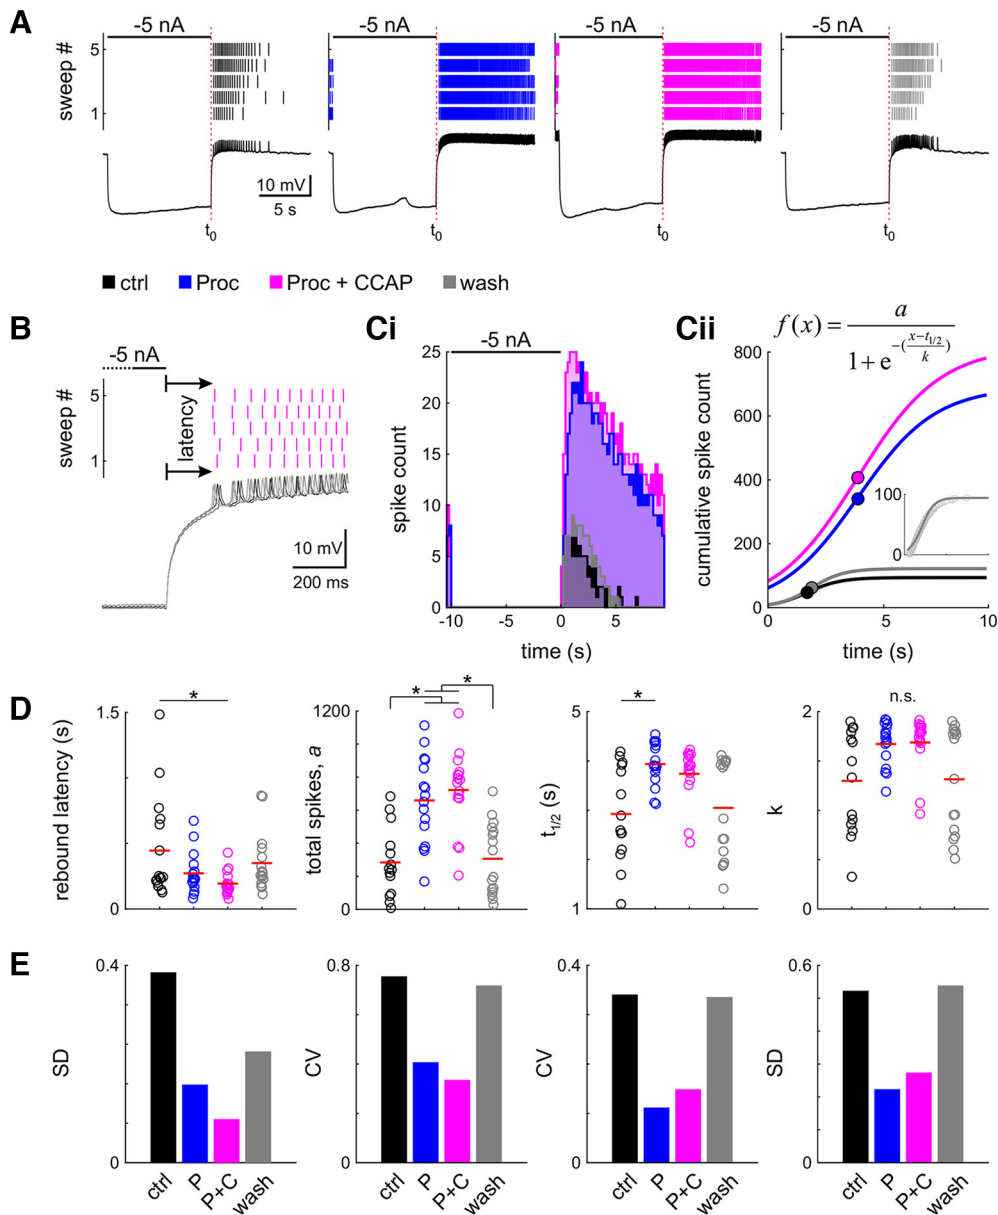 A
-5 nA
-5 nA
-5 nA
-5 nA
sweep #
5
1
10 mV
5 s
t0
t0
t0
t0
ctrl
Proc
Proc + CCAP
wash
B
-5 nA
sweep #
5
1
latency
10 mV
200 ms
Ci
-5 nA
spike count
25
20
15
10
5
0
-10
-5
0
5
time (s)
Cii
f(x) = a / 1 + e^-((x-t1/2)/k)
cumulative spike count
800
600
400
200
0
100
0
0
5
10
time (s)
D
rebound latency (s)
1.5
0
*
total spikes, a
1200
0
* *
t1/2 (s)
5
1
*
k
2
0
n.s.
E
SD
0.4
0
ctrl
P
P+C
wash
CV
0.8
0
ctrl
P
P+C
wash
CV
0.4
0
ctrl
P
P+C
wash
SD
0.6
0
ctrl
P
P+C
wash